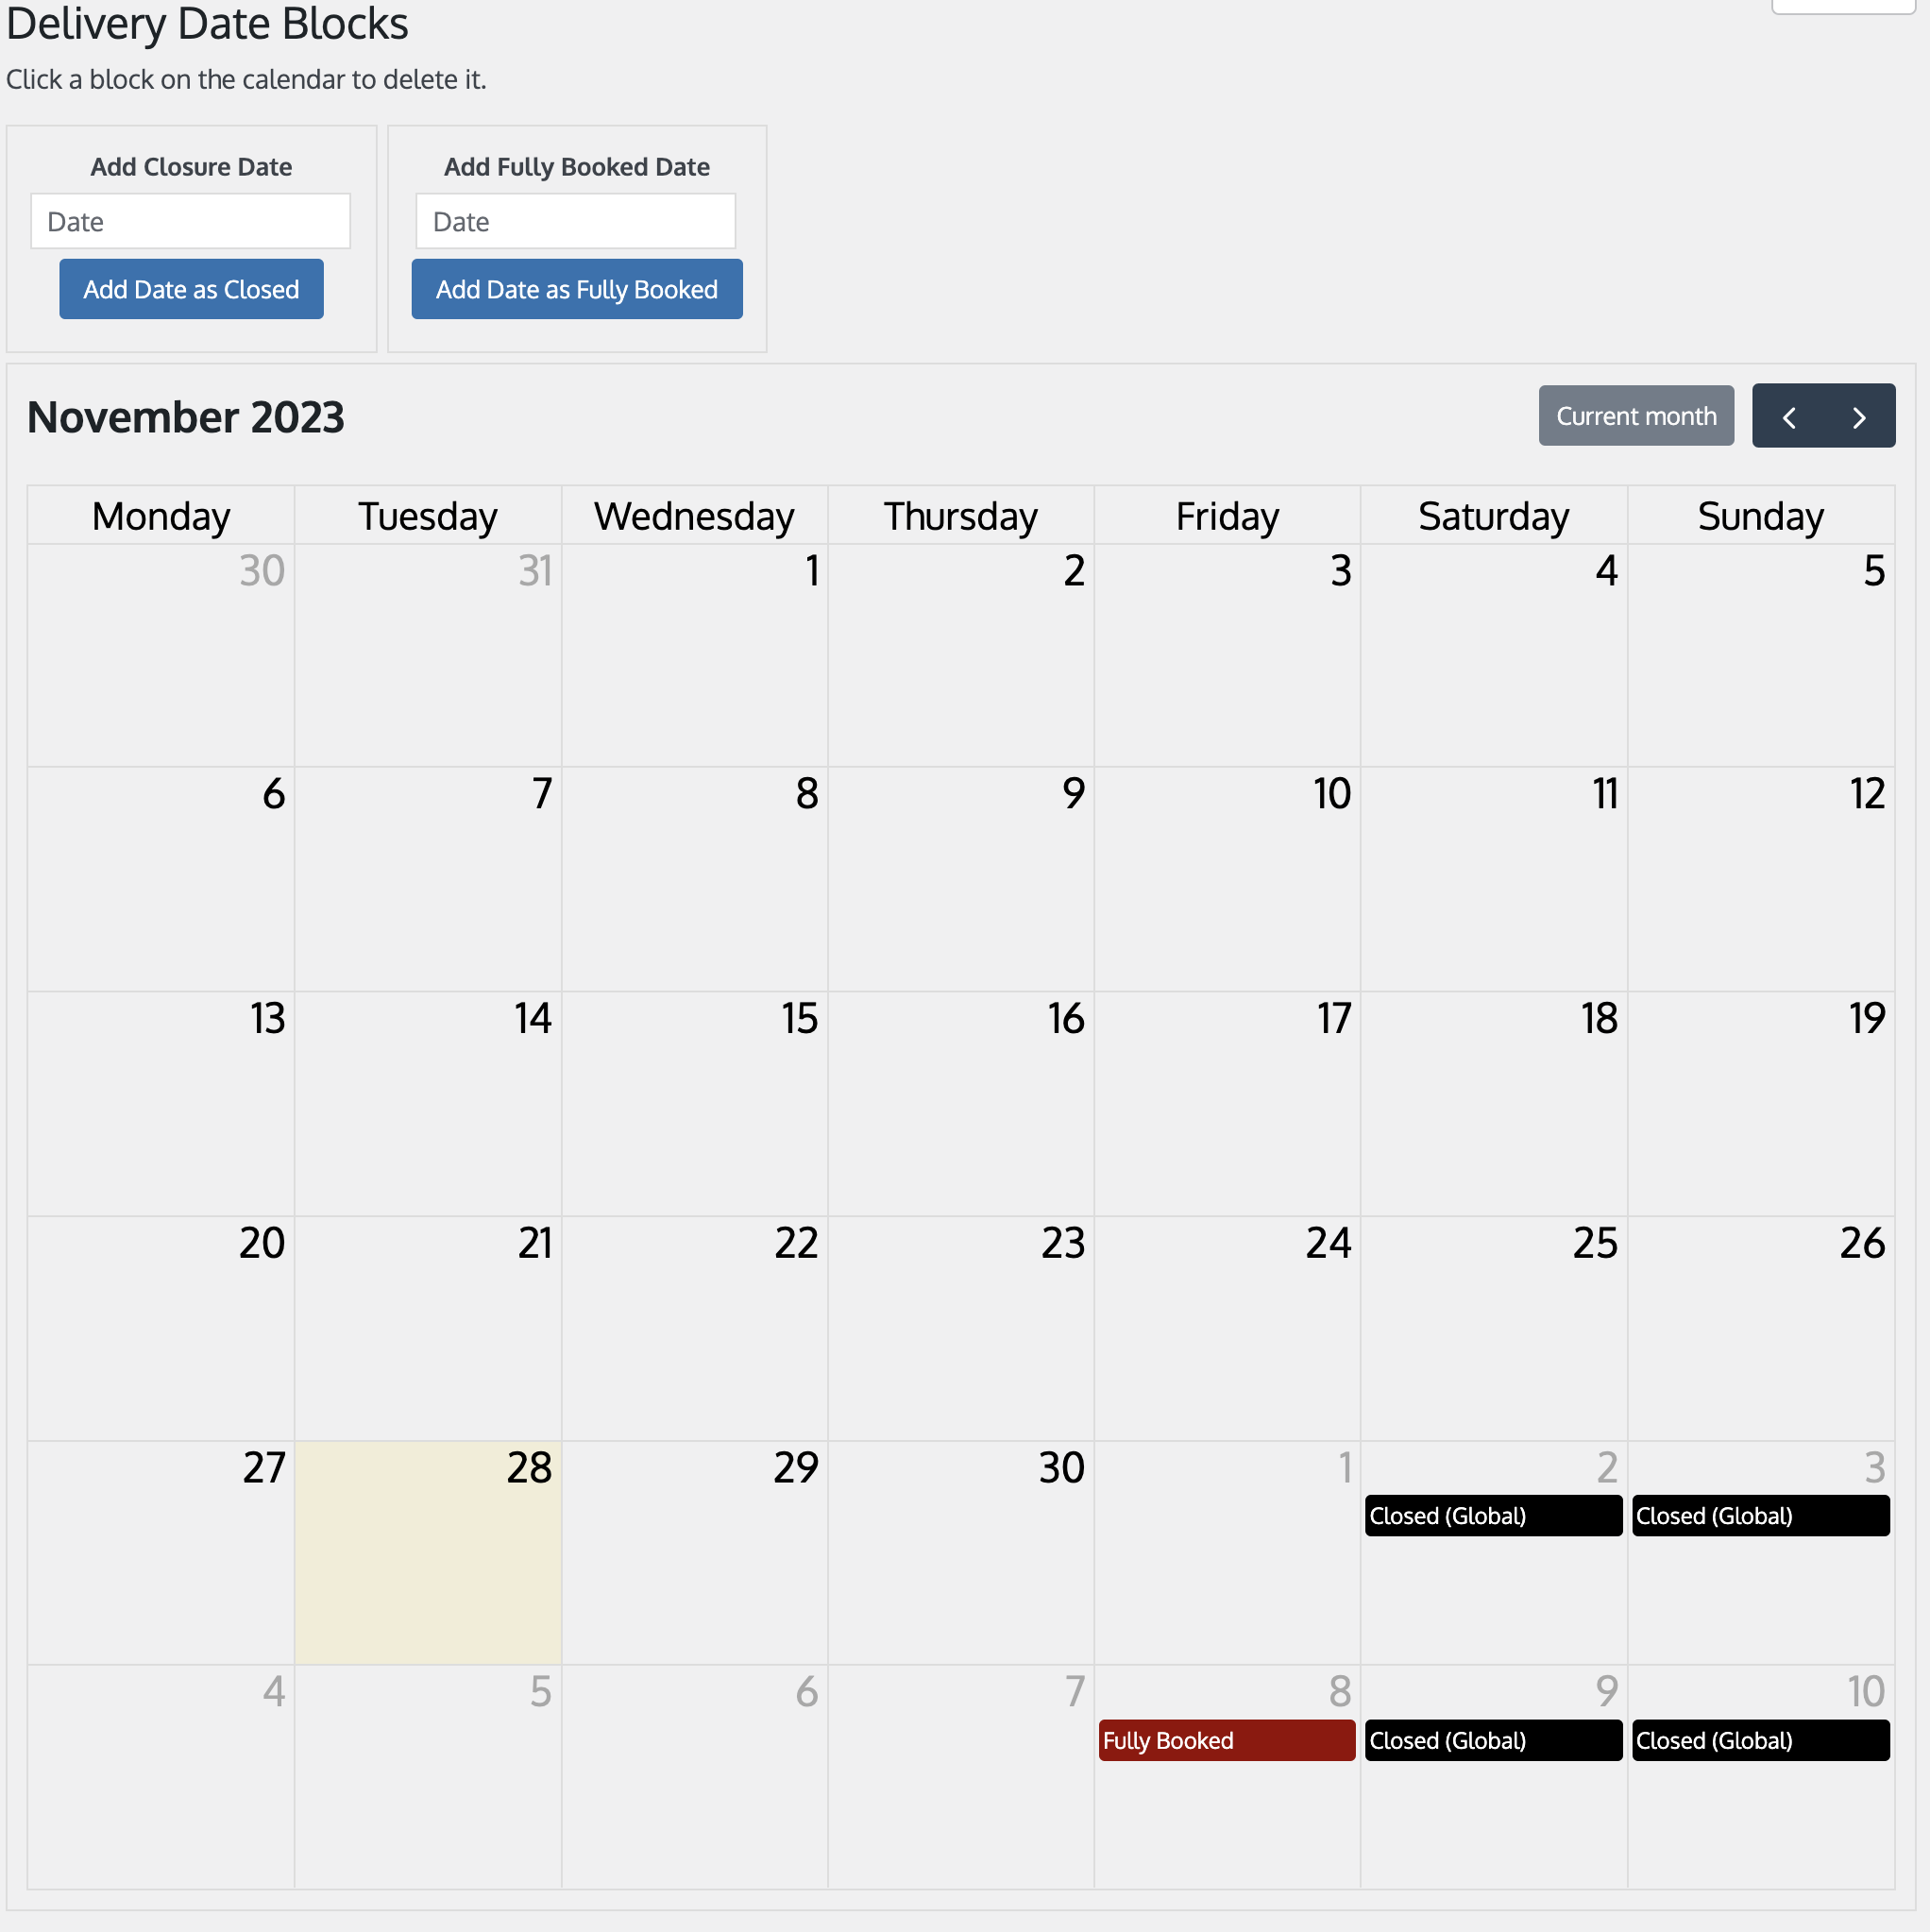 Delivery Date Blocks
Click a block on the calendar to delete it.
Add Closure Date
Date
Add Date as Closed
Add Fully Booked Date
Date
Add Date as Fully Booked
November 2023
Current month
Monday Tuesday Wednesday Thursday Friday Saturday Sunday
30 31 1 2 3 4 5
6 7 8 9 10 11 12
13 14 15 16 17 18 19
20 21 22 23 24 25 26
27 28 29 30 1 2 3
Closed (Global) Closed (Global)
4 5 6 7 8 9 10
Fully Booked Closed (Global) Closed (Global)